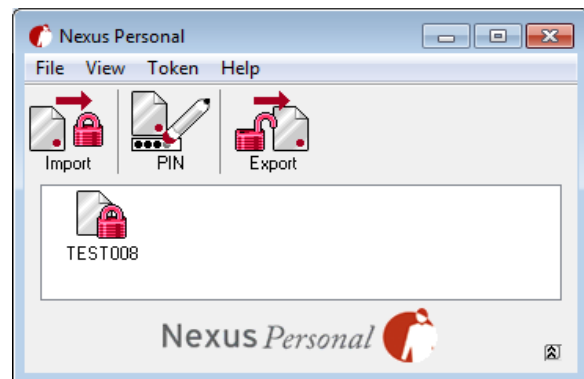 Nexus Personal
File View Token Help
Import PIN Export
TEST008
Nexus Personal